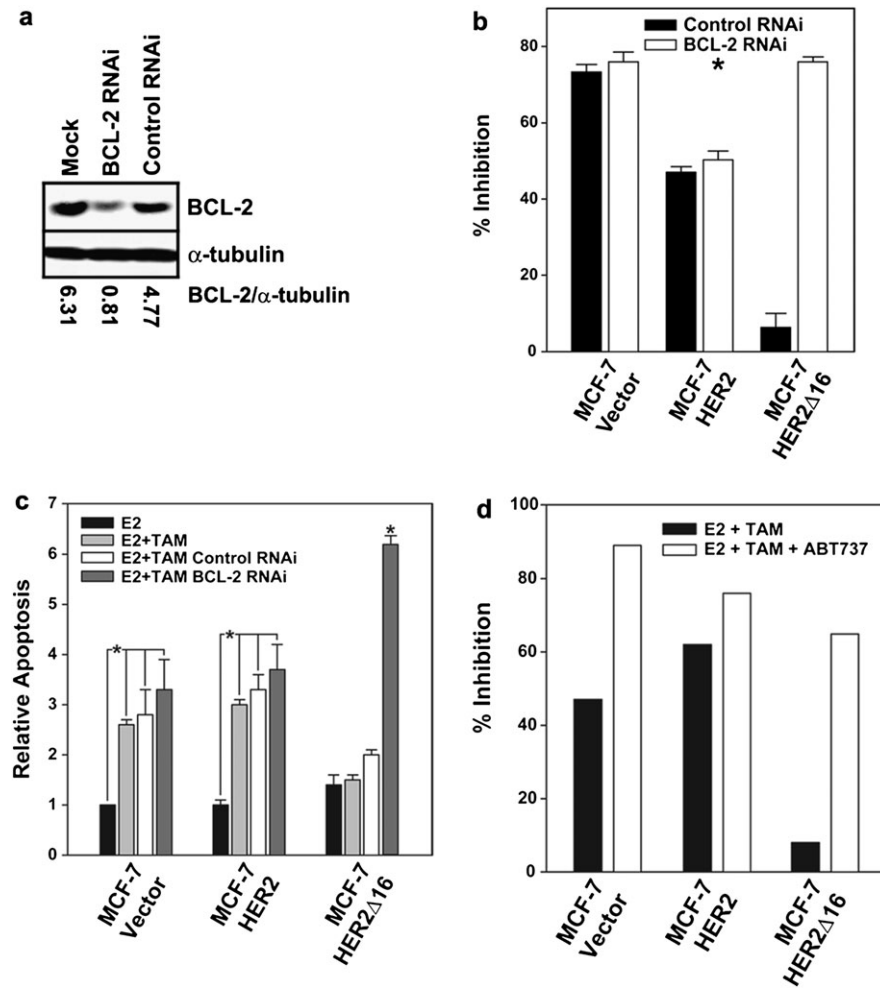 a
Mock
BCL-2 RNAi
Control RNAi
BCL-2
α-tubulin
6.31
0.81
4.77
BCL-2/α-tubulin
b
Control RNAi
BCL-2 RNAi
*
% Inhibition
80
60
40
20
0
MCF-7
Vector
MCF-7
HER2
MCF-7
HER2Δ16
c
E2
E2+TAM
E2+TAM Control RNAi
E2+TAM BCL-2 RNAi
*
*
*
Relative Apoptosis
7
6
5
4
3
2
1
0
MCF-7
Vector
MCF-7
HER2
MCF-7
HER2Δ16
d
E2 + TAM
E2 + TAM + ABT737
% Inhibition
100
80
60
40
20
0
MCF-7
Vector
MCF-7
HER2
MCF-7
HER2Δ16